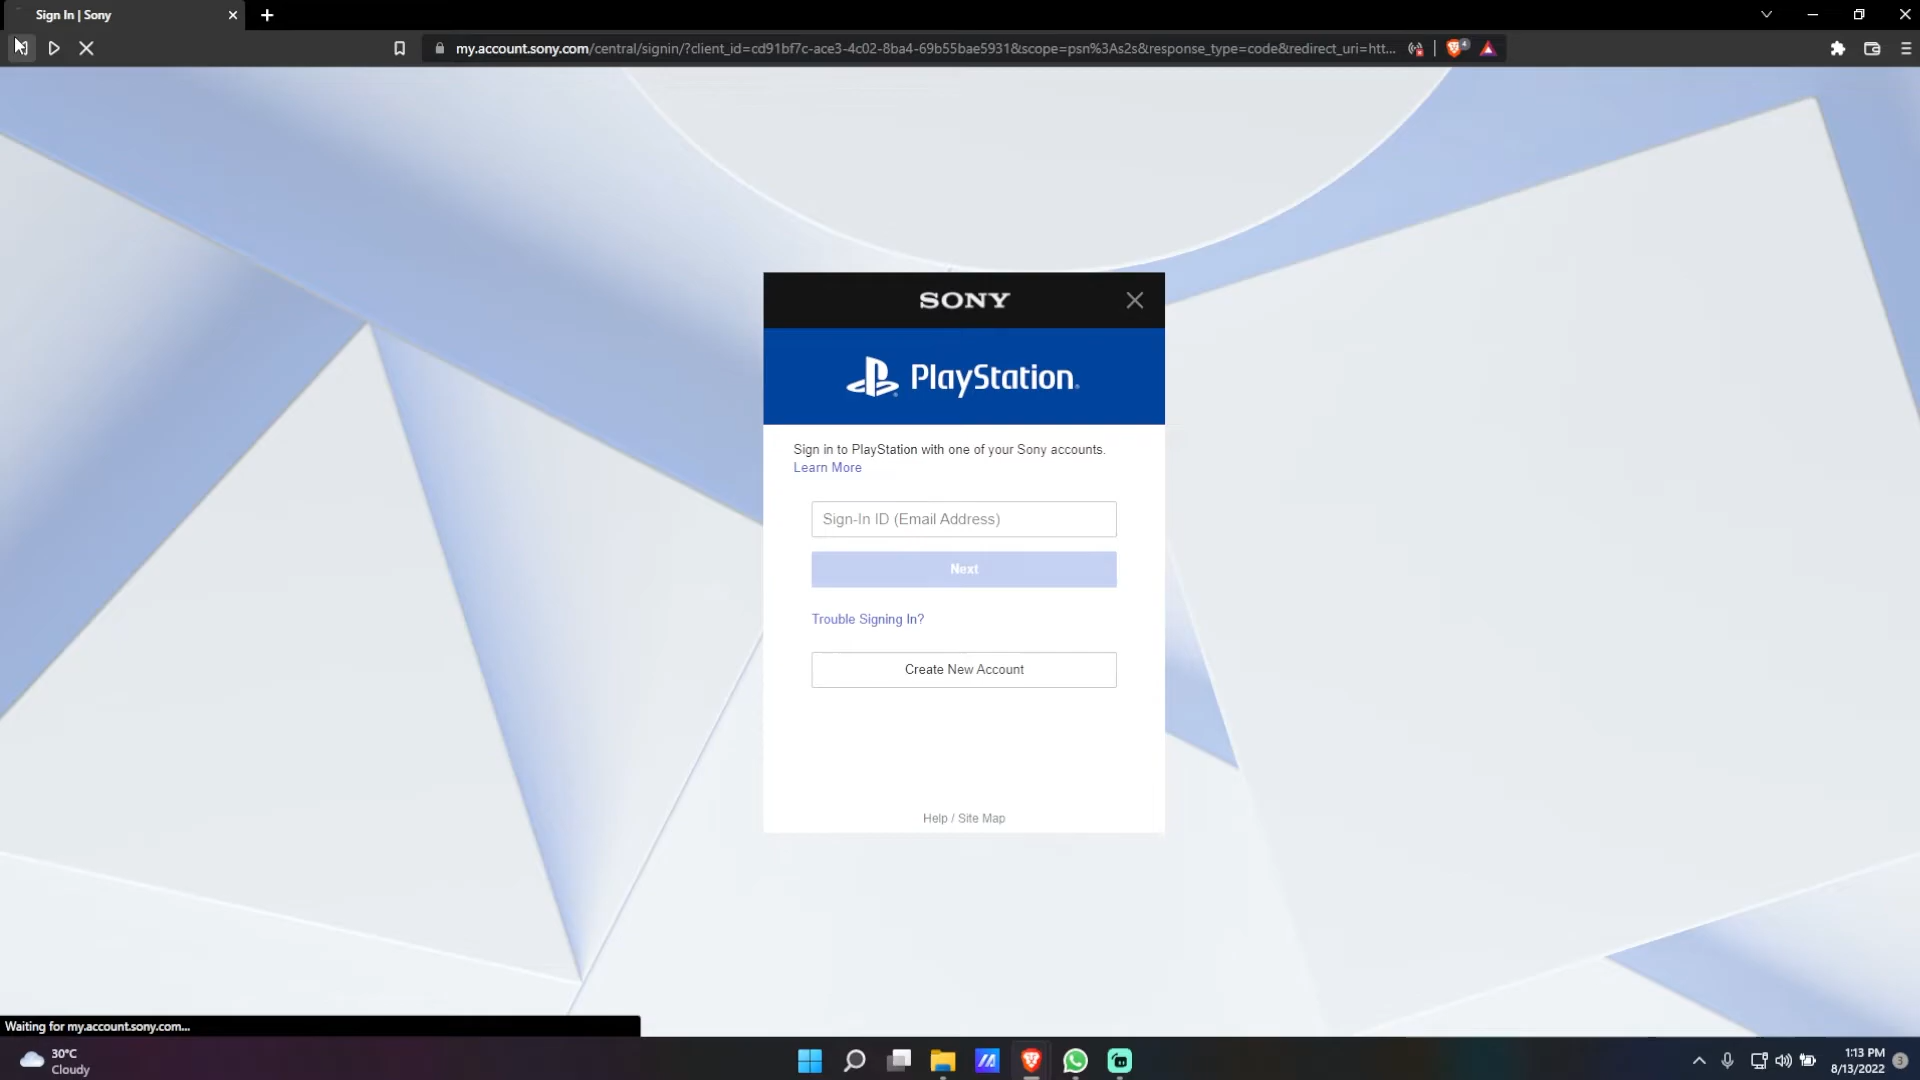 Sign In | Sony
my.account.sony.com/central/signin/?client_id=cd91bf7c-ace3-4c02-8ba4-69b55bae5931&scope=psn%3As2s&response_type=code&redirect_uri=htt...
4
SONY
PlayStation
Sign in to PlayStation with one of your Sony accounts.
Learn More
Sign-In ID (Email Address)
Next
Trouble Signing In?
Create New Account
Help / Site Map
Waiting for my.account.sony.com...
30°C
Cloudy
1:13 PM
8/13/2022
3